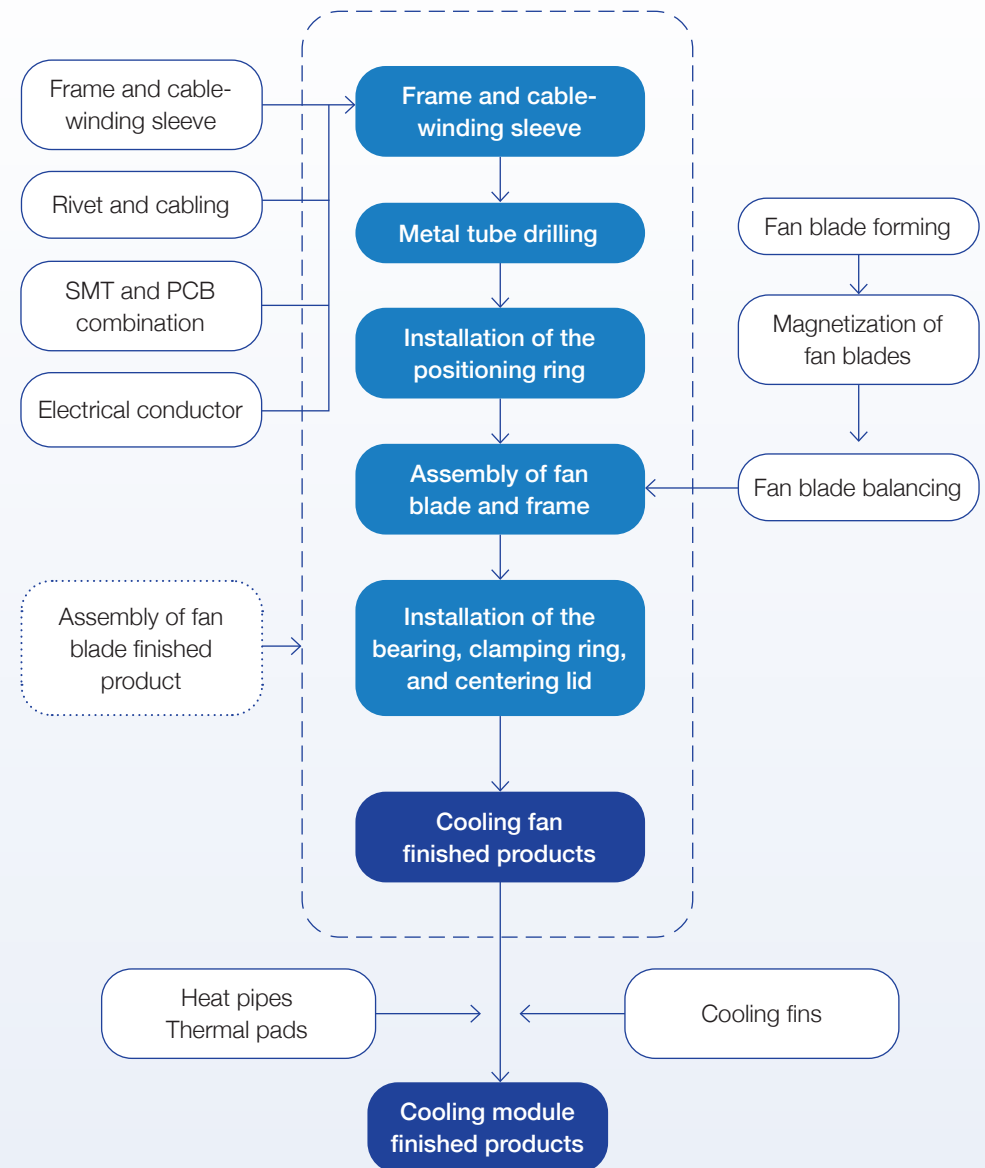 Frame and cable-
winding sleeve
Rivet and cabling
SMT and PCB
combination
Electrical conductor
Assembly of fan
blade finished
product
Frame and cable-
winding sleeve
Metal tube drilling
Installation of the
positioning ring
Assembly of fan
blade and frame
Installation of the
bearing, clamping ring,
and centering lid
Cooling fan
finished products
Fan blade forming
Magnetization of
fan blades
Fan blade balancing
Heat pipes
Thermal pads
Cooling fins
Cooling module
finished products